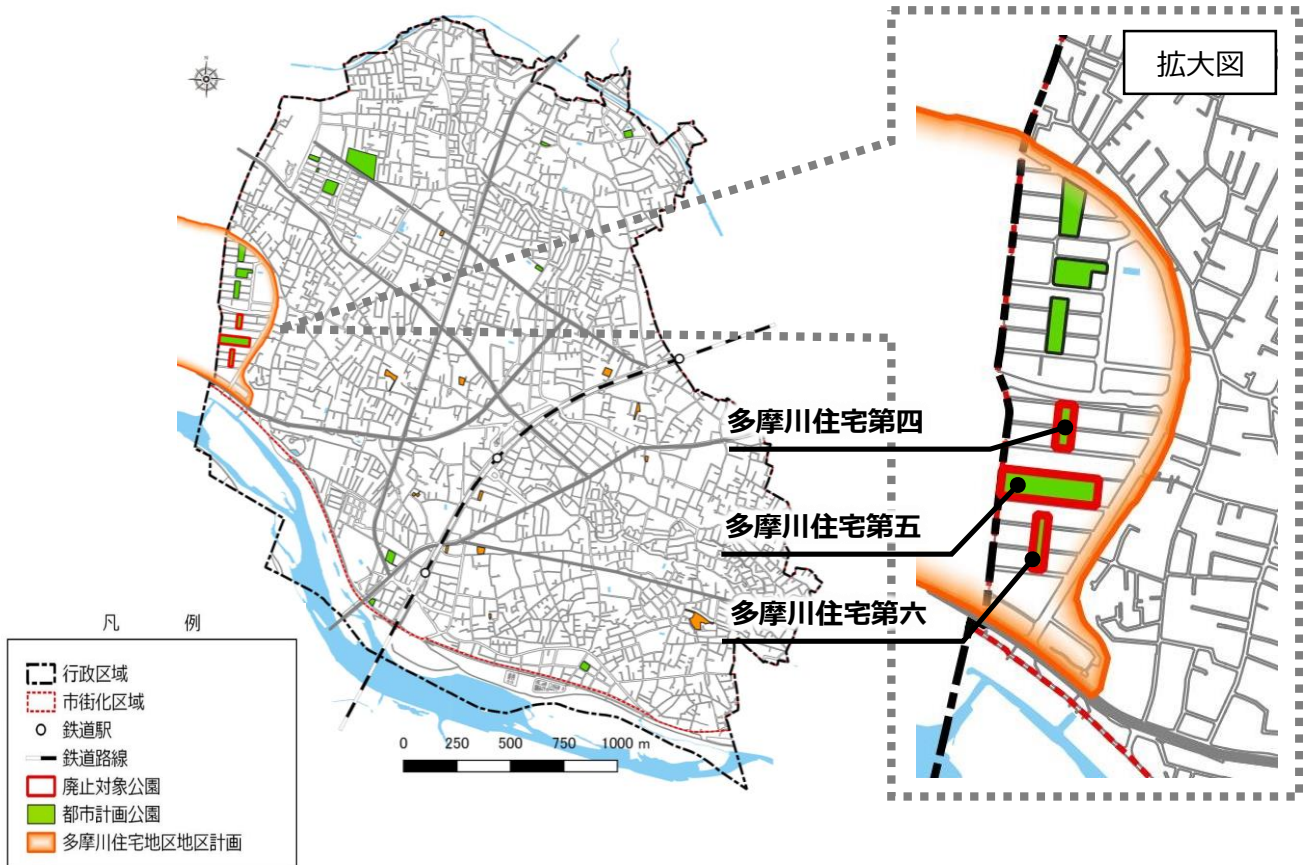 拡大図
多摩川住宅第四
多摩川住宅第五
多摩川住宅第六
0 250 500 750 1000 m
凡 例
行政区域
市街化区域
鉄道駅
鉄道路線
廃止対象公園
都市計画公園
多摩川住宅地区地区計画